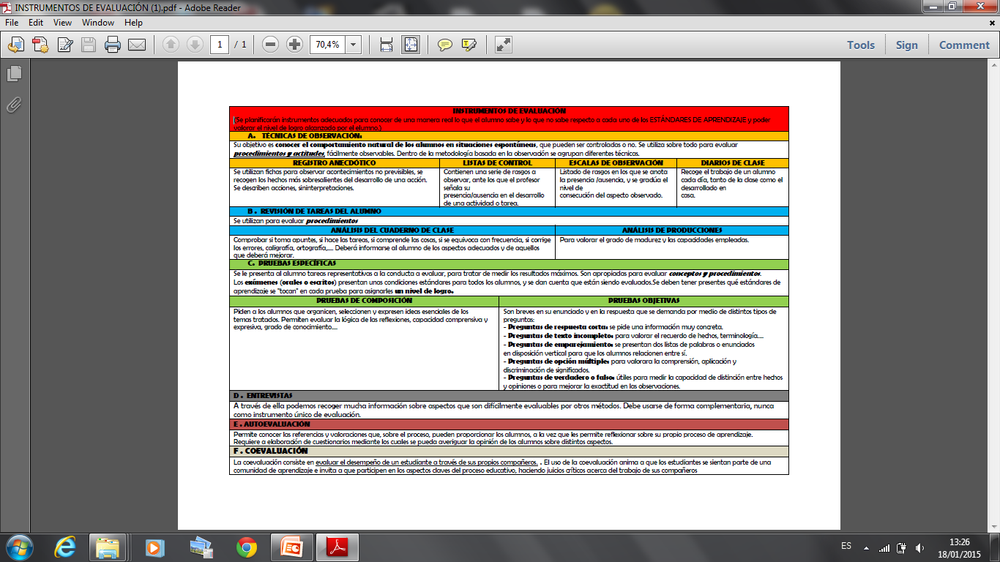 INSTRUMENTOS DE EVALUACIÓN (1).pdf - Adobe Reader
File Edit View Window Help
1 / 1 70,4% Tools Sign Comment
INSTRUMENTOS DE EVALUACIÓN
(Se planificarán instrumentos adecuados para conocer de una manera real lo que el alumno sabe y lo que no sabe respecto a cada uno de los ESTÁNDARES DE APRENDIZAJE y poder
valorar el nivel de logro alcanzado por el elumno.)
A. TÉCNICAS DE OBSERVACIÓN:
Su objetivo es conocer el comportamiento natural de los alumnos en situaciones espontáneas, que pueden ser controladas o no. Se utiliza sobre todo para evaluar
procedimientos y actitudes, fácilmente observables. Dentro de la metodología basada en la observación se agrupan diferentes técnicas.
REGISTRO ANECDÓTICO
Se utilizan fichas para observar acontecimientos no previsibles, se
recogen los hechos más sobresalientes del desarrollo de una acción.
Se describen acciones, sininterpretaciones.
LISTAS DE CONTROL
Contienen una serie de rasgos a
observar, ante los que el profesor
señala su
presencia/ausencia en el desarrollo
de una actividad o tarea.
ESCALAS DE OBSERVACIÓN
Listado de rasgos en los que se anota
la presencia /ausencia, y se gradúa el
nivel de
consecución del aspecto observado.
DIARIOS DE CLASE
Recoge el trabajo de un alumno
cada día, tanto de la clase como el
desarrollado en
casa.
B . REVISIÓN DE TAREAS DEL ALUMNO
Se utilizan para evaluar procedimientos
ANÁLISIS DEL CUADERNO DE CLASE
Comprobar si toma apuntes, si hace las tareas, si comprende las cosas, si se equivoca con frecuencia, si corrige
los errores, caligrafía, ortografía,.... Deberá informarse al alumno de los aspectos adecuados y de aquellos
que deberá mejorar.
ANÁLISIS DE PRODUCCIONES
Para valorar el grado de madurez y las capacidades empleadas.
C. PRUEBAS ESPECÍFICAS
Se le presenta al alumno tareas representativas a la conducta a evaluar, para tratar de medir los resultados máximos. Son apropiadas para evaluar conceptos y procedimientos.
Los exámenes (orales o escritos) presentan unas condiciones estándares para todos los alumnos, y se dan cuenta que están siendo evaluados.Se deben tener presentes qué estándares de
aprendizaje se "tocan" en cada prueba para asignarles un nivel de logro.
PRUEBAS DE COMPOSICIÓN
Piden a los alumnos que organicen, seleccionen y expresen ideas esenciales de los
temas tratados. Permiten evaluar la lógica de las reflexiones, capacidad comprensiva y
expresiva, grado de conocimiento....
PRUEBAS OBJETIVAS
Son breves en su enunciado y en la respuesta que se demanda por medio de distintos tipos de
preguntas:
- Preguntas de respuesta corta: se pide una información muy concreta.
- Preguntas de texto incompleto: para valorar el recuerdo de hechos, terminología....
- Preguntas de emparejamiento: se presentan dos listas de palabras o enunciados
en disposición vertical para que los alumnos relacionen entre sí.
- Preguntas de opción múltiple: para valorara la comprensión, aplicación y
discriminación de significados.
- Preguntas de verdadero o falso: útiles para medir la capacidad de distinción entre hechos
y opiniones o para mejorar la exactitud en las observaciones.
D . ENTREVISTAS
A través de ella podemos recoger mucha información sobre aspectos que son difícilmente evaluables por otros métodos. Debe usarse de forma complementaria, nunca
como instrumento único de evaluación.
E . AUTOEVALUACIÓN
Permite conocer las referencias y valoraciones que, sobre el proceso, pueden proporcionar los alumnos, a la vez que les permite reflexionar sobre su propio proceso de aprendizaje.
Requiere a elaboración de cuestionarios mediante los cuales se pueda averiguar la opinión de los alumnos sobre distintos aspectos.
F . COEVALUACIÓN
La coevaluación consiste en evaluar el desempeño de un estudiante a través de sus propios compañeros. . El uso de la coevaluación anima a que los estudiantes se sientan parte de una
comunidad de aprendizaje e invita a que participen en los aspectos claves del proceso educativo, haciendo juicios críticos acerca del trabajo de sus compañeros
ES 13:26
18/01/2015